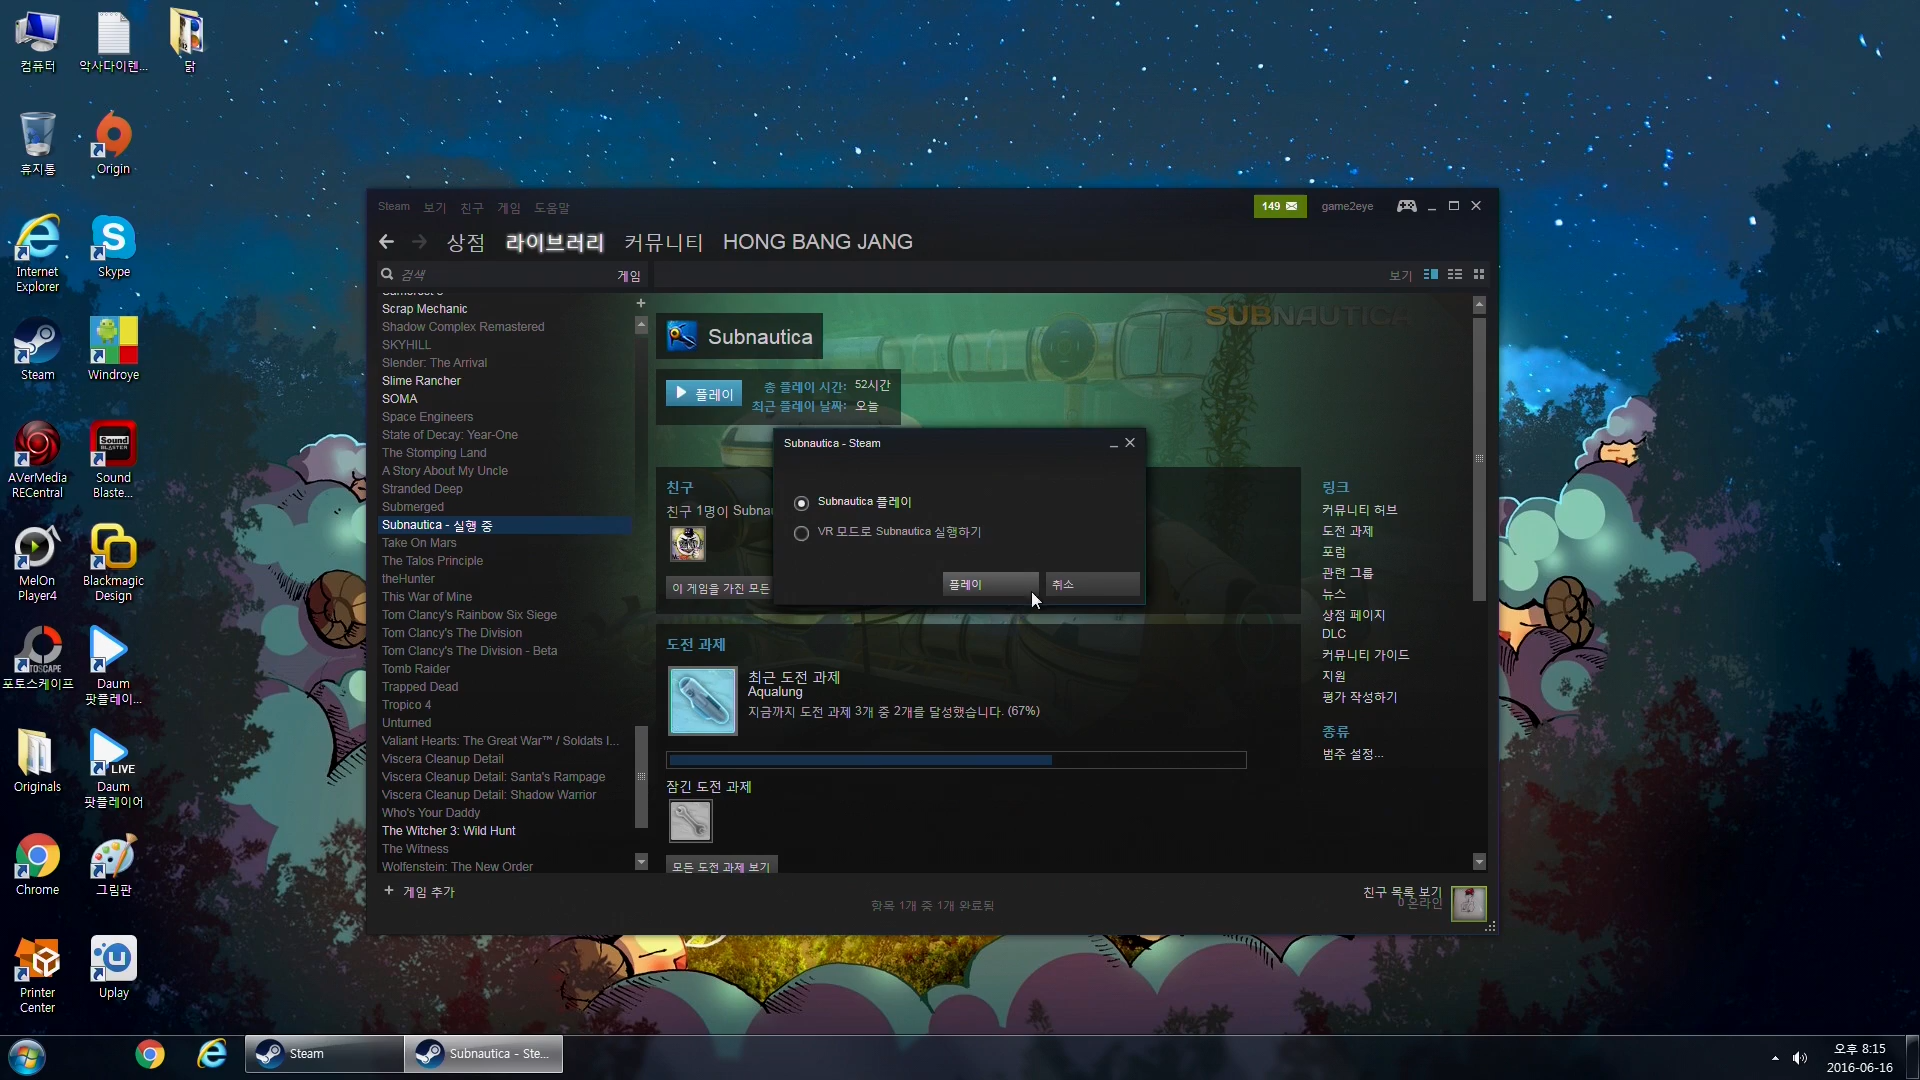 컴퓨터
악사다이렌...
닭
휴지통
Origin
Internet Explorer
Skype
Steam
Windroye
AVerMedia RECentral
Sound Blaste...
MelOn Player4
Blackmagic Design
포토스케이프
Daum 팟플레이...
Originals
LIVE
Daum 팟플레이어
Chrome
그림판
Printer Center
Uplay
Steam 보기 친구 게임 도움말
149
game2eye
상점 라이브러리 커뮤니티 HONG BANG JANG
검색 게임
보기
Scrap Mechanic
Shadow Complex Remastered
SKYHILL
Slender: The Arrival
Slime Rancher
SOMA
Space Engineers
State of Decay: Year-One
The Stomping Land
A Story About My Uncle
Stranded Deep
Submerged
Subnautica - 실행 중
Take On Mars
The Talos Principle
theHunter
This War of Mine
Tom Clancy's Rainbow Six Siege
Tom Clancy's The Division
Tom Clancy's The Division - Beta
Tomb Raider
Trapped Dead
Tropico 4
Unturned
Valiant Hearts: The Great War™ / Soldats I...
Viscera Cleanup Detail
Viscera Cleanup Detail: Santa's Rampage
Viscera Cleanup Detail: Shadow Warrior
Who's Your Daddy
The Witcher 3: Wild Hunt
The Witness
Wolfenstein: The New Order
+ 게임 추가
SUBNAUTICA
Subnautica
플레이
총 플레이 시간: 52시간
최근 플레이 날짜: 오늘
친구
친구 1명이 Subnau
이 게임을 가진 모든
Subnautica - Steam
Subnautica 플레이
VR 모드로 Subnautica 실행하기
플레이 취소
도전 과제
최근 도전 과제
Aqualung
지금까지 도전 과제 3개 중 2개를 달성했습니다. (67%)
잠긴 도전 과제
모든 도전 과제 보기
링크
커뮤니티 허브
도전 과제
포럼
관련 그룹
뉴스
상점 페이지
DLC
커뮤니티 가이드
지원
평가 작성하기
종류
범주 설정...
항목 1개 중 1개 완료됨
친구 목록 보기
0 온라인
Steam
Subnautica - Ste...
오후 8:15
2016-06-16